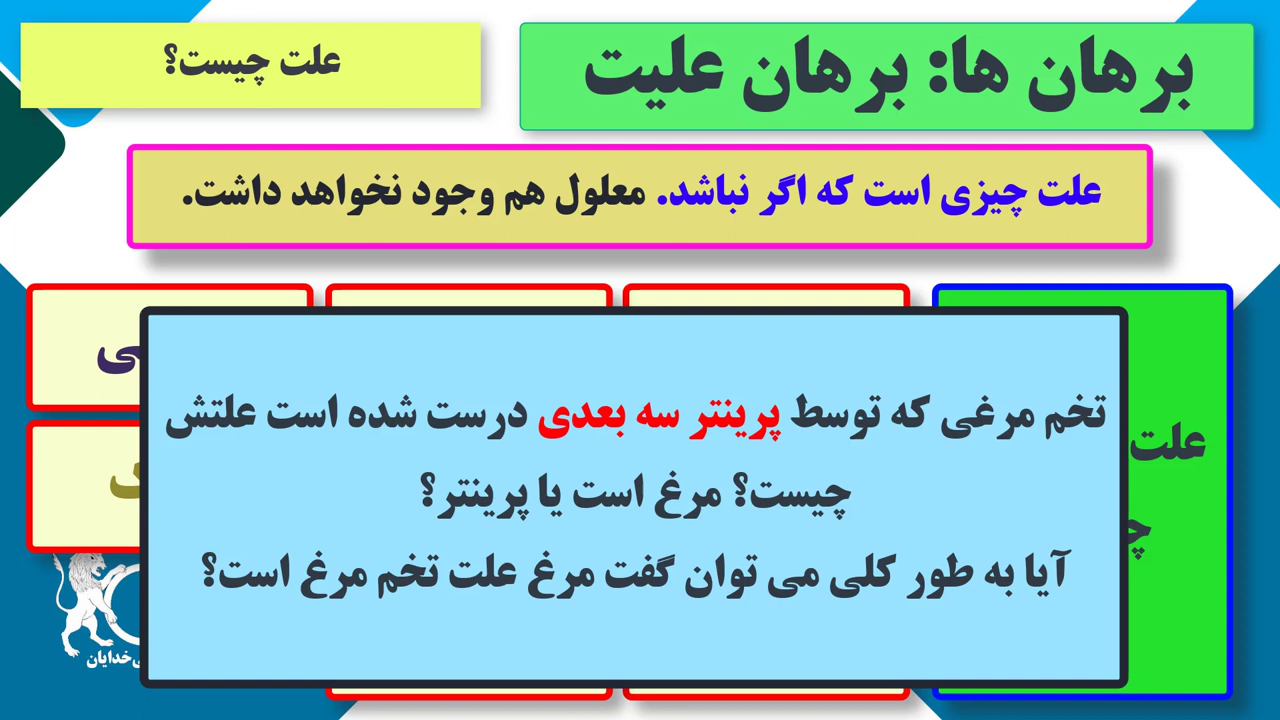 برهان ها: برهان علیت
علت چیست؟
علت چیزی است که اگر نباشد. معلول هم وجود نخواهد داشت.
علت
تخم مرغی که توسط پرینتر سه بعدی درست شده است علتش
چیست؟ مرغ است یا پرینتر؟
آیا به طور کلی می توان گفت مرغ علت تخم مرغ است؟